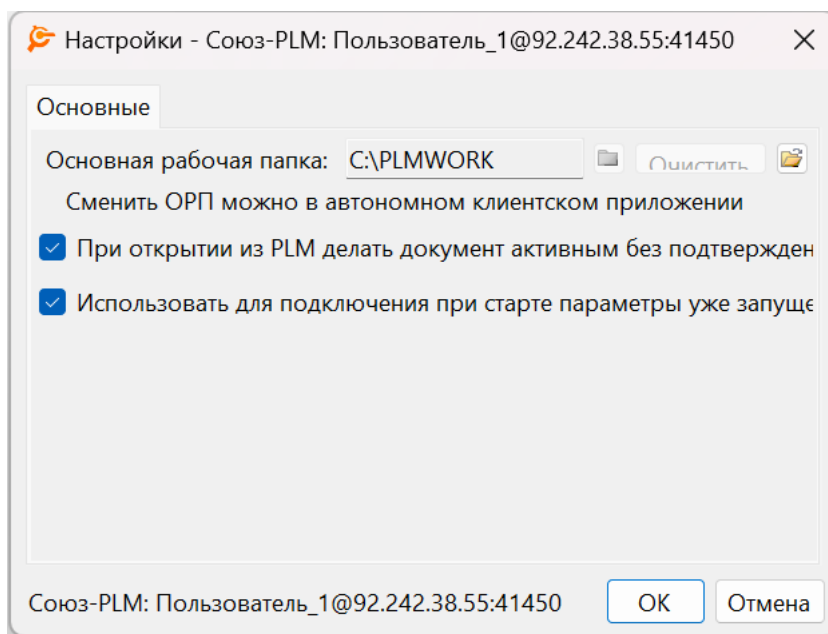 Настройки - Союз-PLM: Пользователь_1@92.242.38.55:41450
Основные
Основная рабочая папка: C:\PLMWORK Очистить
Сменить ОРП можно в автономном клиентском приложении
При открытии из PLM делать документ активным без подтвержден
Использовать для подключения при старте параметры уже запуще
Союз-PLM: Пользователь_1@92.242.38.55:41450 ОК Отмена